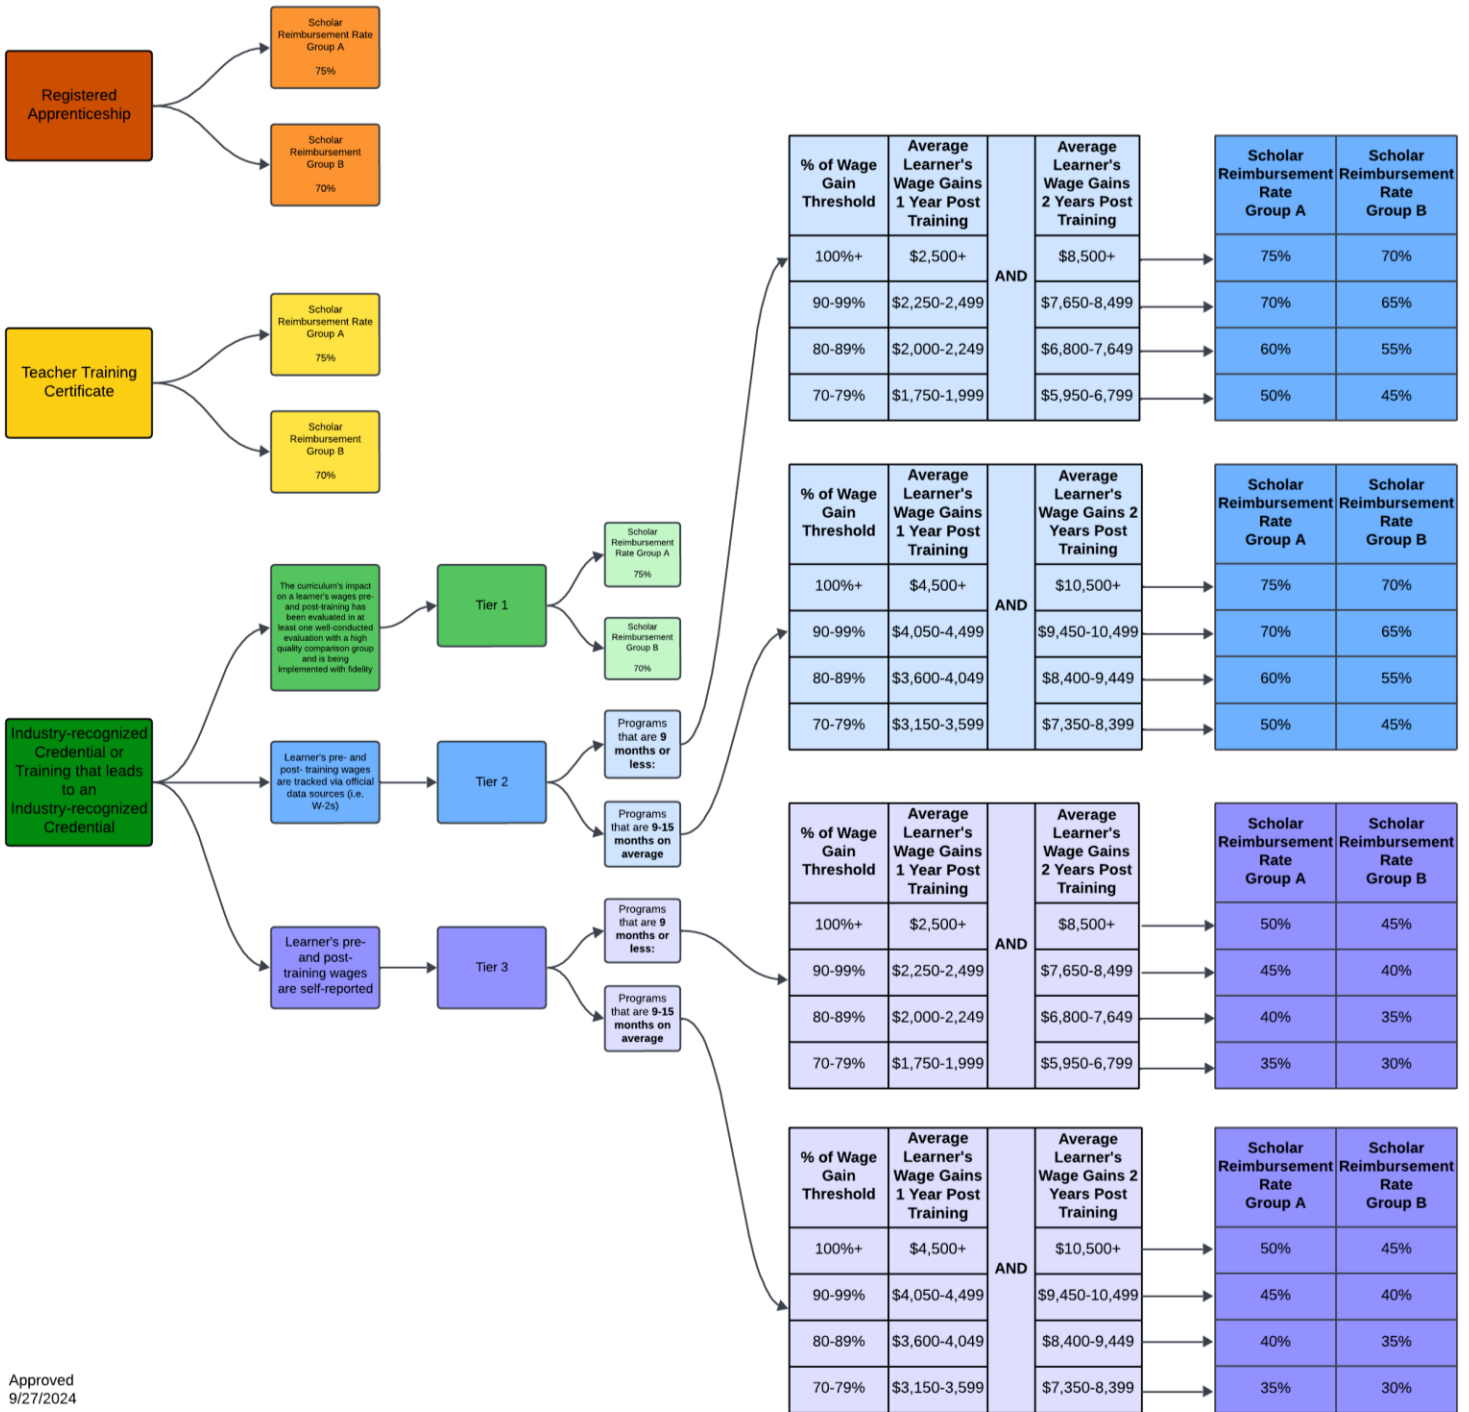 Registered
Apprenticeship
Scholar
Reimbursement Rate
Group A
75%
Scholar
Reimbursement
Group B
70%
Teacher Training
Certificate
Scholar
Reimbursement Rate
Group A
75%
Scholar
Reimbursement
Group B
70%
Industry-recognized
Credential or
Training that leads
to an
Industry-recognized
Credential
The curriculum's impact
on a learner's wages pre-
and post-training has
been evaluated in at
least one well-conducted
evaluation with a high
quality comparison group
and is being
implemented with fidelity
Tier 1
Scholar
Reimbursement
Rate Group A
75%
Scholar
Reimbursement
Group B
70%
Learner's pre- and
post- training wages
are tracked via official
data sources (i.e.
W-2s)
Tier 2
Programs
that are 9
months or
less:
Programs
that are 9-15
months on
average
Learner's pre-
and post-
training wages
are self-reported
Tier 3
Programs
that are 9
months or
less:
Programs
that are 9-15
months on
average
% of Wage
Gain
Threshold
Average
Learner's
Wage Gains
1 Year Post
Training
AND
Average
Learner's
Wage Gains
2 Years Post
Training
Scholar
Reimbursement
Rate
Group A
Scholar
Reimbursement
Rate
Group B
100%+ $2,500+ $8,500+ 75% 70%
90-99% $2,250-2,499 $7,650-8,499 70% 65%
80-89% $2,000-2,249 $6,800-7,649 60% 55%
70-79% $1,750-1,999 $5,950-6,799 50% 45%
% of Wage
Gain
Threshold
Average
Learner's
Wage Gains
1 Year Post
Training
AND
Average
Learner's
Wage Gains 2
Years Post
Training
Scholar
Reimbursement
Rate
Group A
Scholar
Reimbursement
Rate
Group B
100%+ $4,500+ $10,500+ 75% 70%
90-99% $4,050-4,499 $9,450-10,499 70% 65%
80-89% $3,600-4,049 $8,400-9,449 60% 55%
70-79% $3,150-3,599 $7,350-8,399 50% 45%
% of Wage
Gain
Threshold
Average
Learner's
Wage Gains
1 Year Post
Training
AND
Average
Learner's
Wage Gains
2 Years Post
Training
Scholar
Reimbursement
Rate
Group A
Scholar
Reimbursement
Rate
Group B
100%+ $2,500+ $8,500+ 50% 45%
90-99% $2,250-2,499 $7,650-8,499 45% 40%
80-89% $2,000-2,249 $6,800-7,649 40% 35%
70-79% $1,750-1,999 $5,950-6,799 35% 30%
% of Wage
Gain
Threshold
Average
Learner's
Wage Gains
1 Year Post
Training
AND
Average
Learner's
Wage Gains 2
Years Post
Training
Scholar
Reimbursement
Rate
Group A
Scholar
Reimbursement
Rate
Group B
100%+ $4,500+ $10,500+ 50% 45%
90-99% $4,050-4,499 $9,450-10,499 45% 40%
80-89% $3,600-4,049 $8,400-9,449 40% 35%
70-79% $3,150-3,599 $7,350-8,399 35% 30%
Approved
9/27/2024